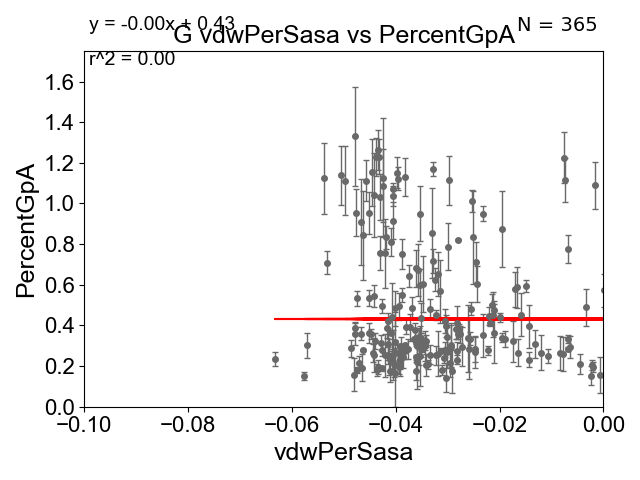 y = -0.00x + 0.43
G vdwPerSasa vs PercentGpA
N = 365
r^2 = 0.00
PercentGpA
1.6
1.4
1.2
1.0
0.8
0.6
0.4
0.2
0.0
−0.10
−0.08
−0.06
−0.04
−0.02
0.00
vdwPerSasa